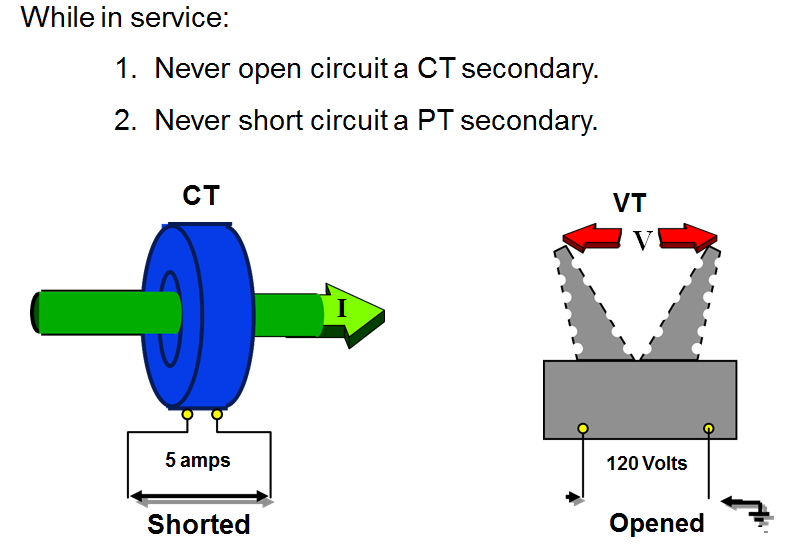 While in service:
1. Never open circuit a CT secondary.
2. Never short circuit a PT secondary.
CT
VT
V
I
5 amps
120 Volts
Shorted
Opened